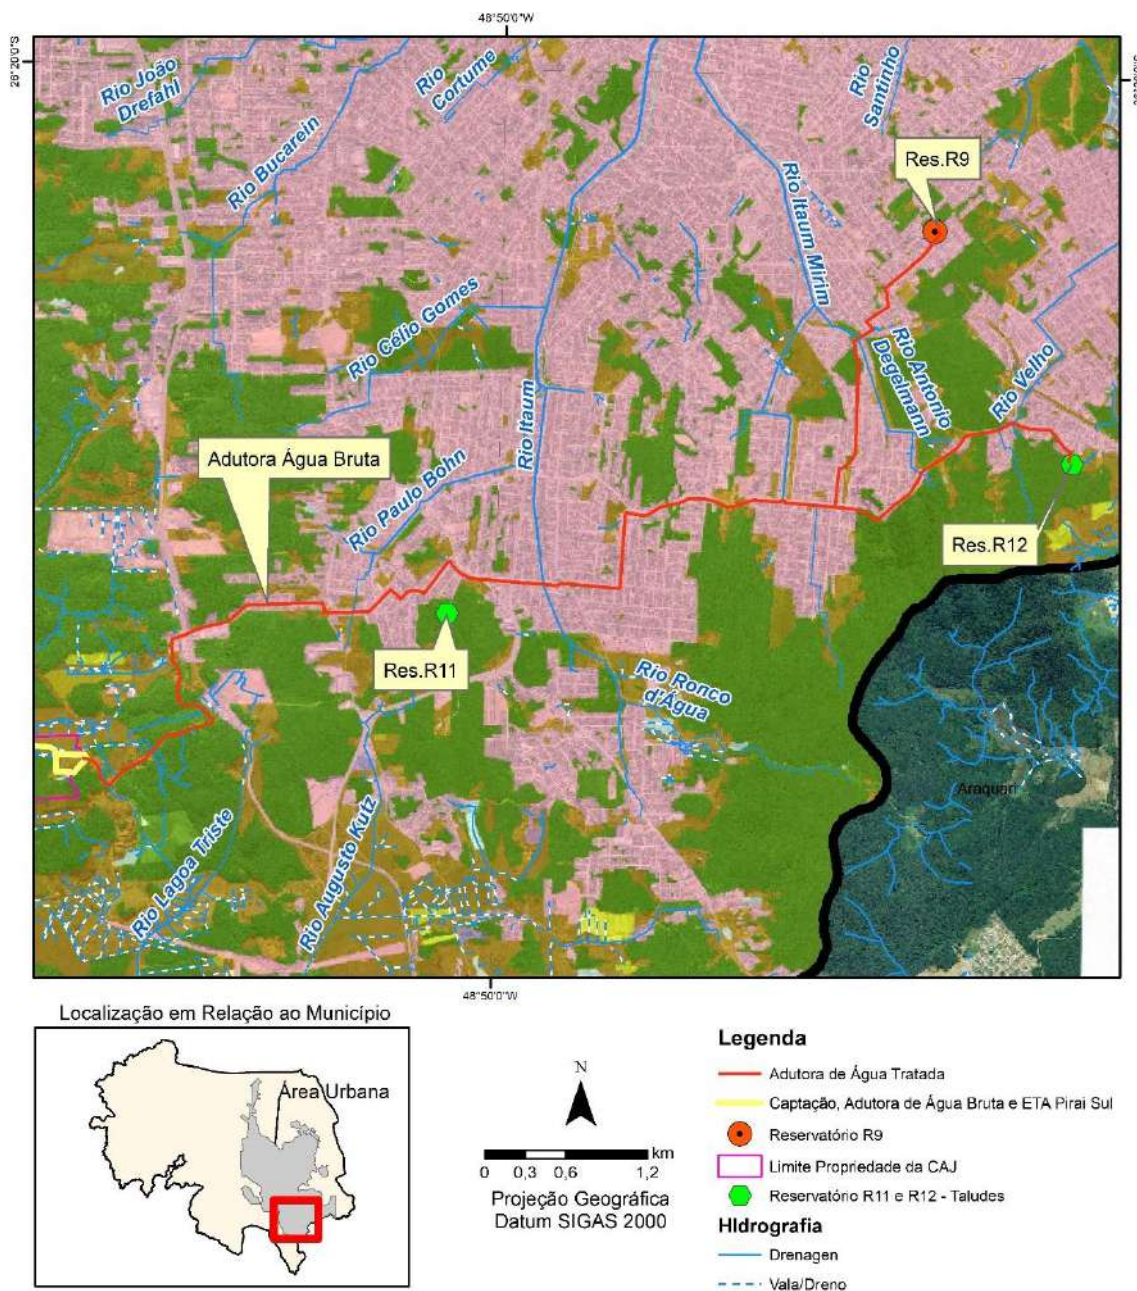 48°50'0"W
26°20'0"S
Rio João
Drefahl
Rio
Cortume
Rio
Santinho
Rio Bucarein
Res.R9
Rio Itaum Mirim
Rio Célio Gomes
Rio Antonio
Degelmann
Rio Velho
Rio Itaum
Adutora Água Bruta
Rio Paulo Bohn
Res.R12
Res.R11
Rio Ronco
d'Água
Araquari
Rio Lagoa Triste
Rio Augusto Kutz
48°50'0"W
Localização em Relação ao Município
Área Urbana
N
0 0,3 0,6 1,2 km
Projeção Geográfica
Datum SIGAS 2000
Legenda
Adutora de Água Tratada
Captação, Adutora de Água Bruta e ETA Pirai Sul
Reservatório R9
Limite Propriedade da CAJ
Reservatório R11 e R12 - Taludes
HIdrografia
Drenagen
Vala/Dreno